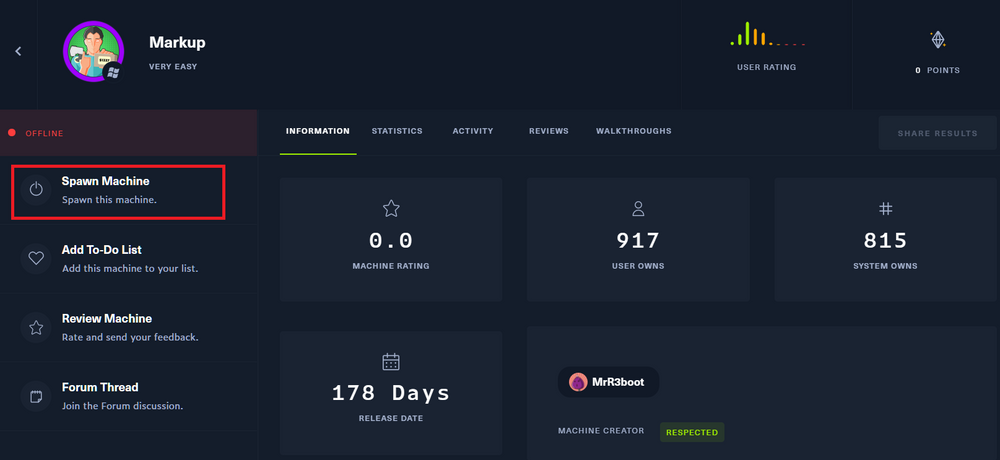 Markup
VERY EASY
USER RATING
0 POINTS
OFFLINE
INFORMATION STATISTICS ACTIVITY REVIEWS WALKTHROUGHS
SHARE RESULTS
Spawn Machine
Spawn this machine.
Add To-Do List
Add this machine to your list.
Review Machine
Rate and send your feedback.
Forum Thread
Join the Forum discussion.
0.0
MACHINE RATING
917
USER OWNS
815
SYSTEM OWNS
178 Days
RELEASE DATE
MrR3boot
MACHINE CREATOR RESPECTED